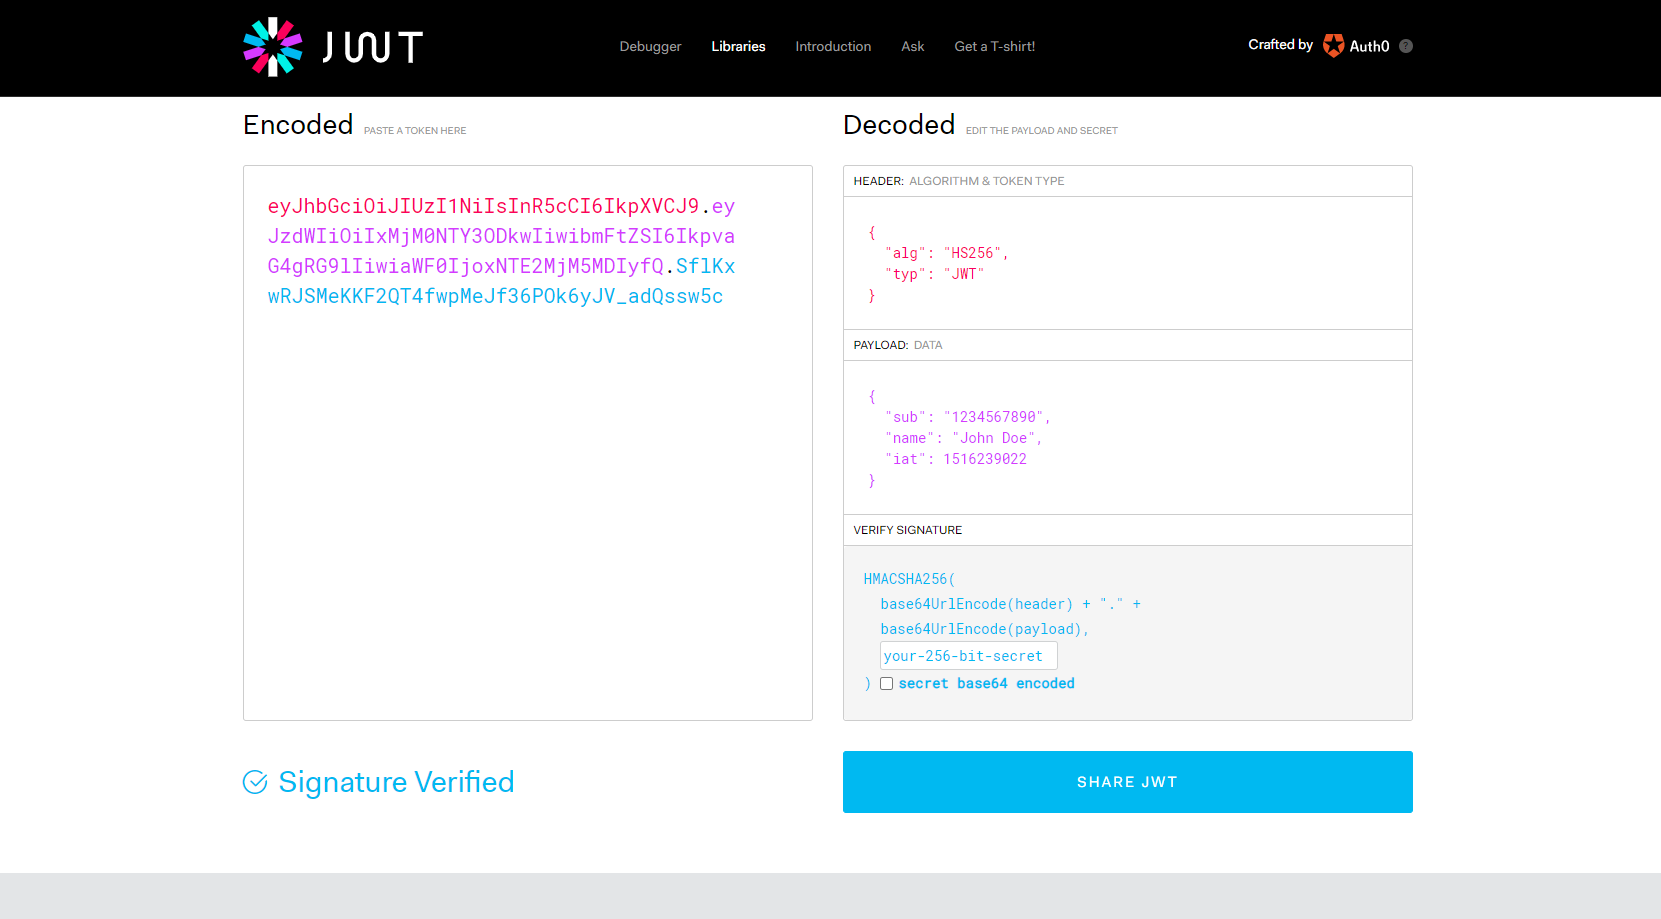 JWT
Debugger Libraries Introduction Ask Get a T-shirt!
Crafted by Auth0 ?
Encoded PASTE A TOKEN HERE
eyJhbGciOiJIUzI1NiIsInR5cCI6IkpXVCJ9.ey
JzdWIiOiIxMjM0NTY3ODkwIiwibmFtZSI6Ikpva
G4gRG9lIiwiaWF0IjoxNTE2MjM5MDIyfQ.SflKx
wRJSMeKKF2QT4fwpMeJf36POk6yJV_adQssw5c
Signature Verified
Decoded EDIT THE PAYLOAD AND SECRET
HEADER: ALGORITHM & TOKEN TYPE
{
"alg": "HS256",
"typ": "JWT"
}
PAYLOAD: DATA
{
"sub": "1234567890",
"name": "John Doe",
"iat": 1516239022
}
VERIFY SIGNATURE
HMACSHA256(
base64UrlEncode(header) + "." +
base64UrlEncode(payload),
your-256-bit-secret
) secret base64 encoded
SHARE JWT